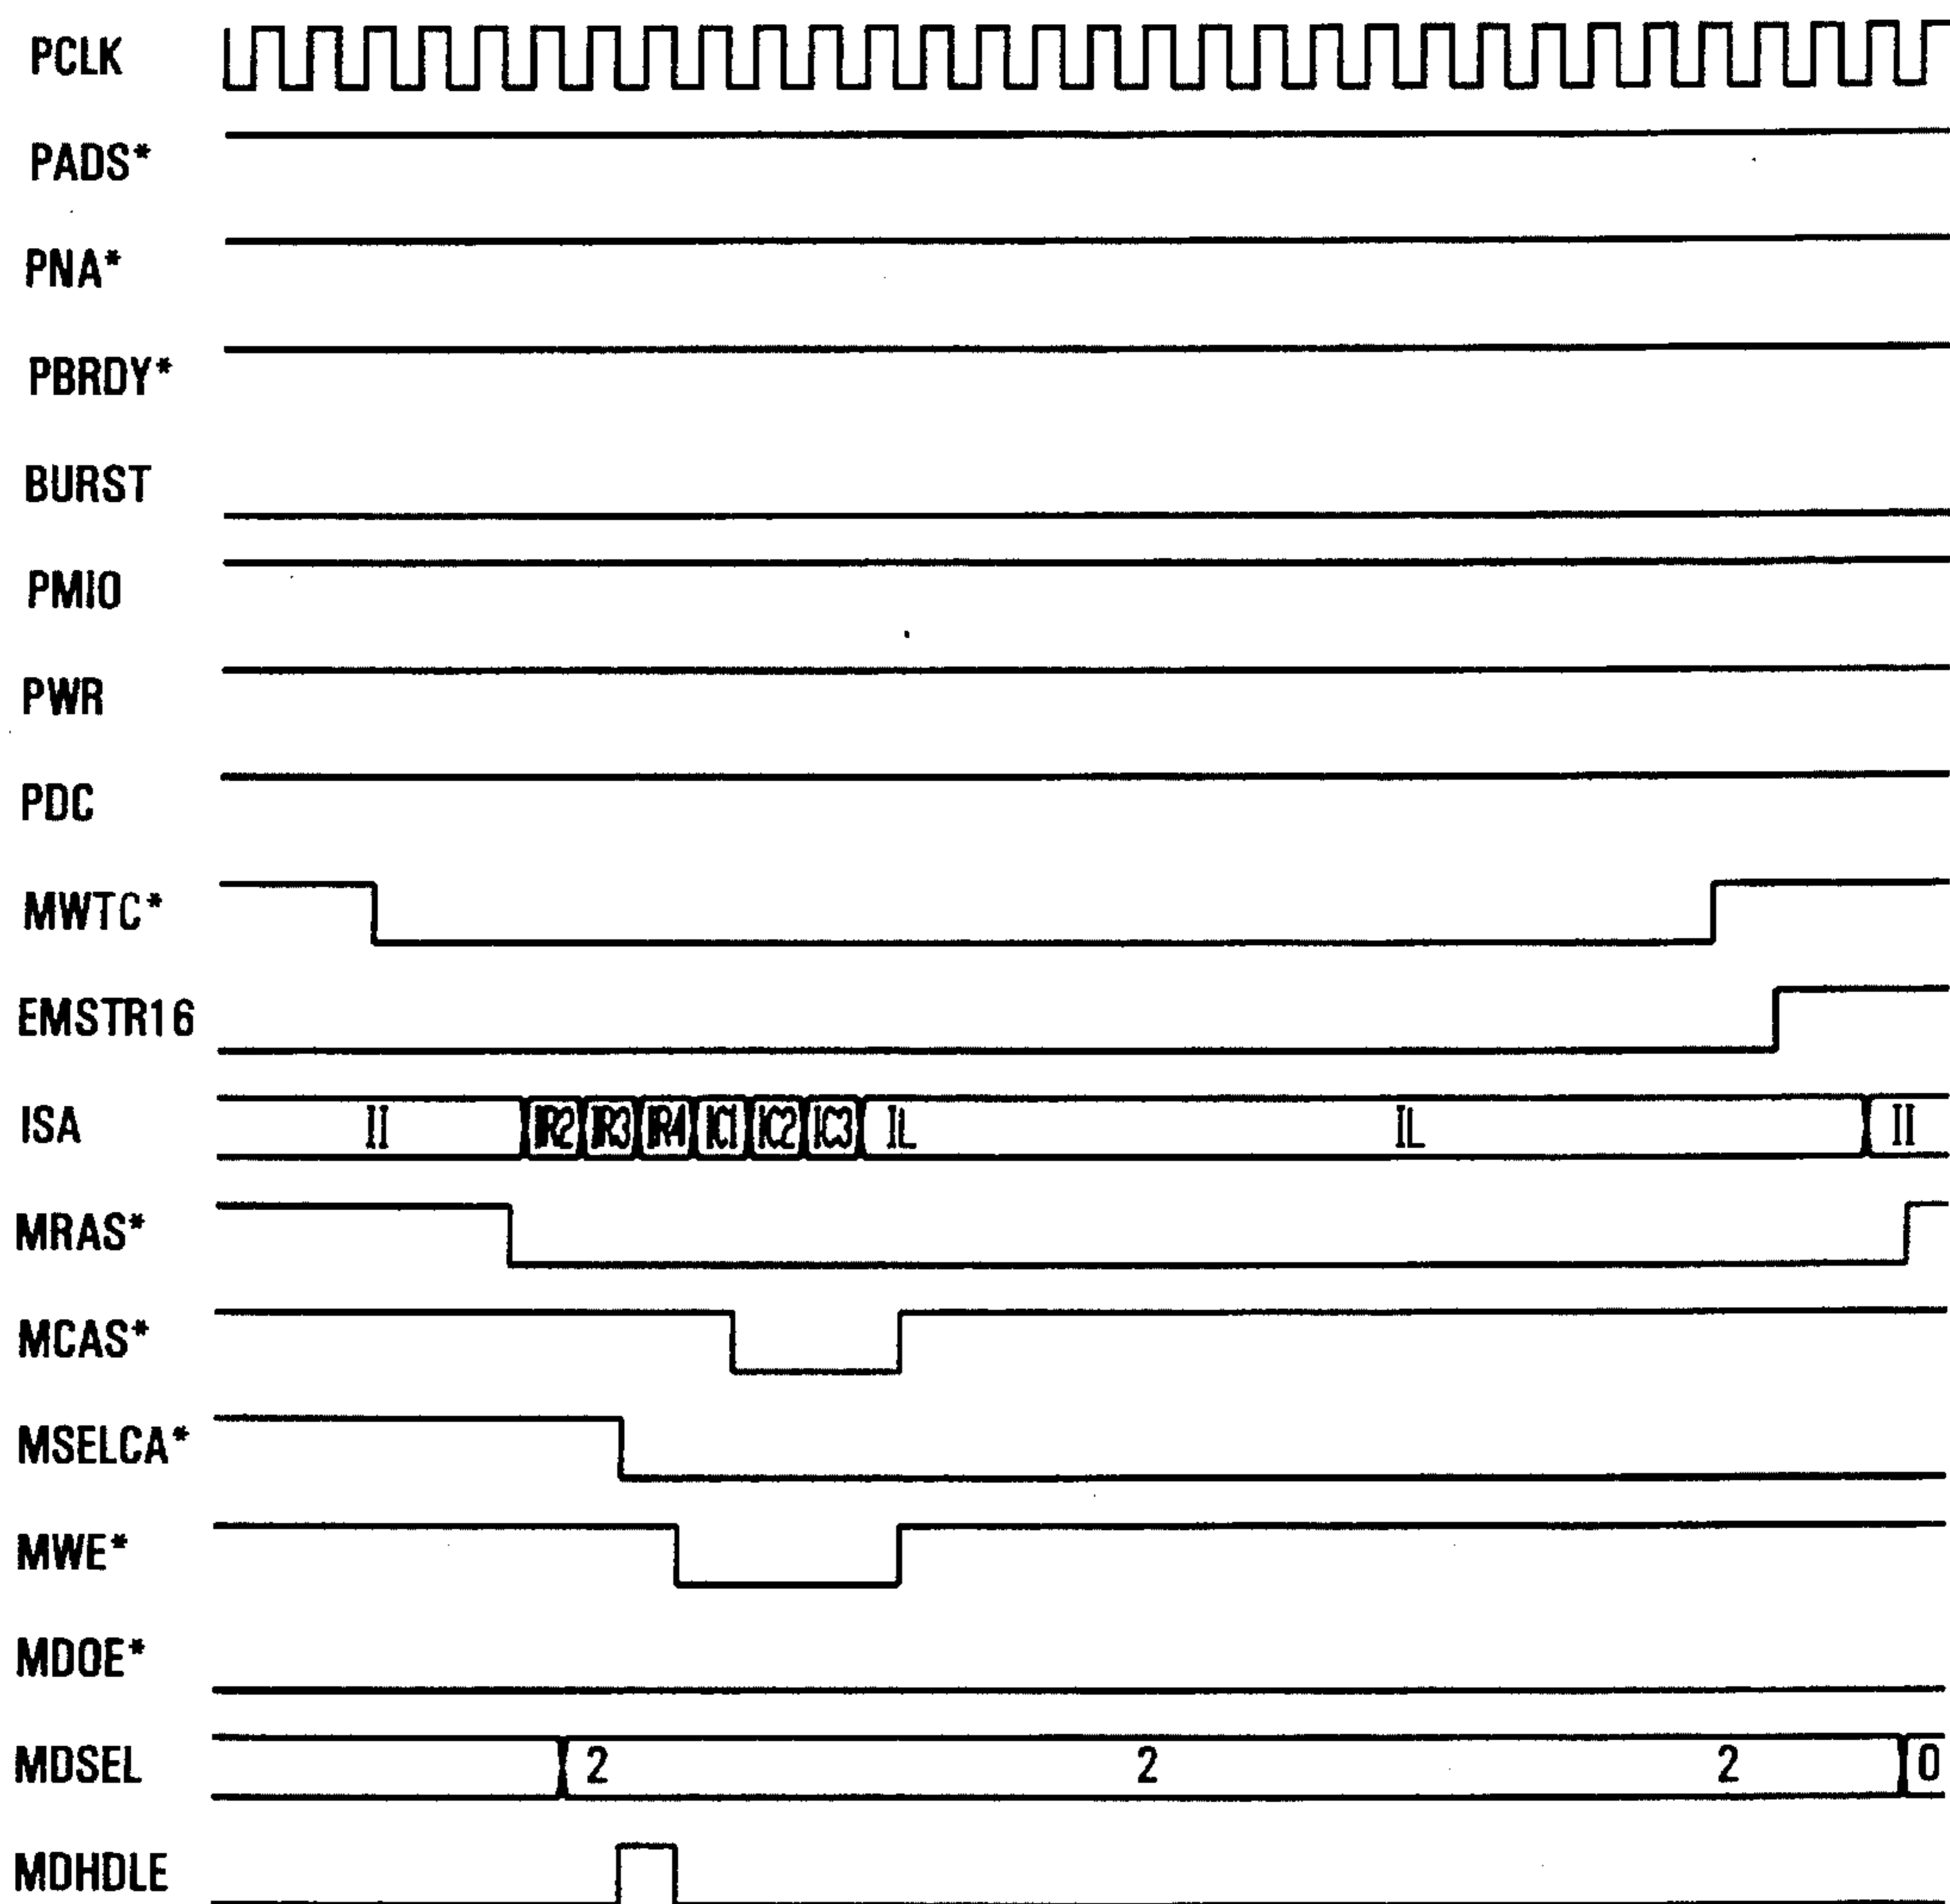 PCLK
PADS*
PNA*
PBRDY*
BURST
PMIO
PWR
PDC
MWTC*
EMSTR16
ISA II IR2 IR3 IR4 IC1 IC2 IC3 IL IL II
MRAS*
MCAS*
MSELCA*
MWE*
MDOE*
MDSEL 2 2 2 0
MDHDLE